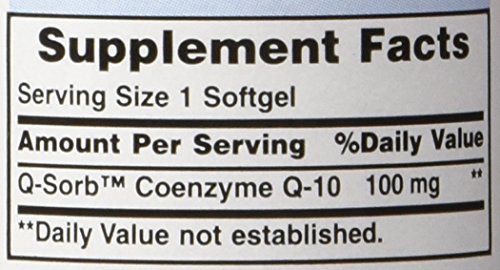 Supplement Facts
Serving Size 1 Softgel
Amount Per Serving %Daily Value
Q-Sorb™ Coenzyme Q-10 100 mg **
**Daily Value not established.